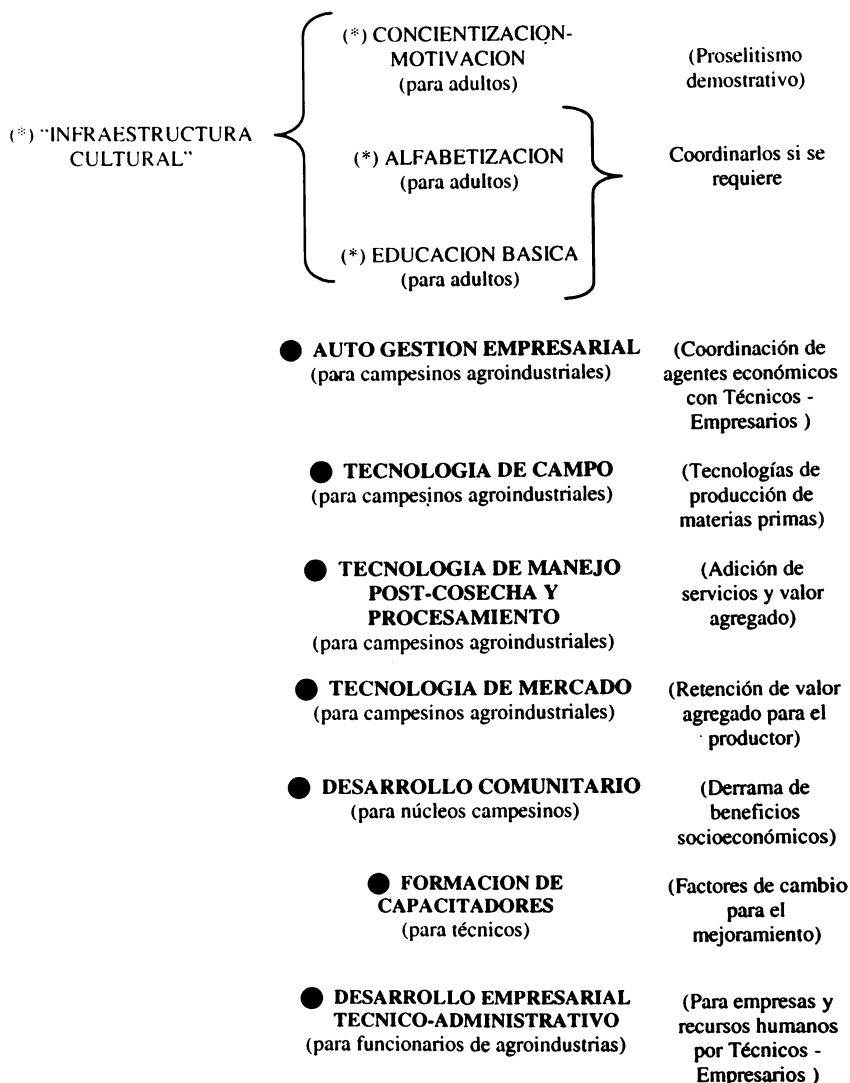 (*) CONCIENTIZACION-
MOTIVACION
(para adultos)
(Proselitismo
demostrativo)
(*) "INFRAESTRUCTURA
CULTURAL"
(*) ALFABETIZACION
(para adultos)
Coordinarlos si se
requiere
(*) EDUCACION BASICA
(para adultos)
● AUTO GESTION EMPRESARIAL
(para campesinos agroindustriales)
(Coordinación de
agentes económicos
con Técnicos -
Empresarios )
● TECNOLOGIA DE CAMPO
(para campesinos agroindustriales)
(Tecnologías de
producción de
materias primas)
● TECNOLOGIA DE MANEJO
POST-COSECHA Y
PROCESAMIENTO
(para campesinos agroindustriales)
(Adición de
servicios y valor
agregado)
● TECNOLOGIA DE MERCADO
(para campesinos agroindustriales)
(Retención de valor
agregado para el
productor)
● DESARROLLO COMUNITARIO
(para núcleos campesinos)
(Derrama de
beneficios
socioeconómicos)
● FORMACION DE
CAPACITADORES
(para técnicos)
(Factores de cambio
para el
mejoramiento)
● DESARROLLO EMPRESARIAL
TECNICO-ADMINISTRATIVO
(para funcionarios de agroindustrias)
(Para empresas y
recursos humanos
por Técnicos -
Empresarios )